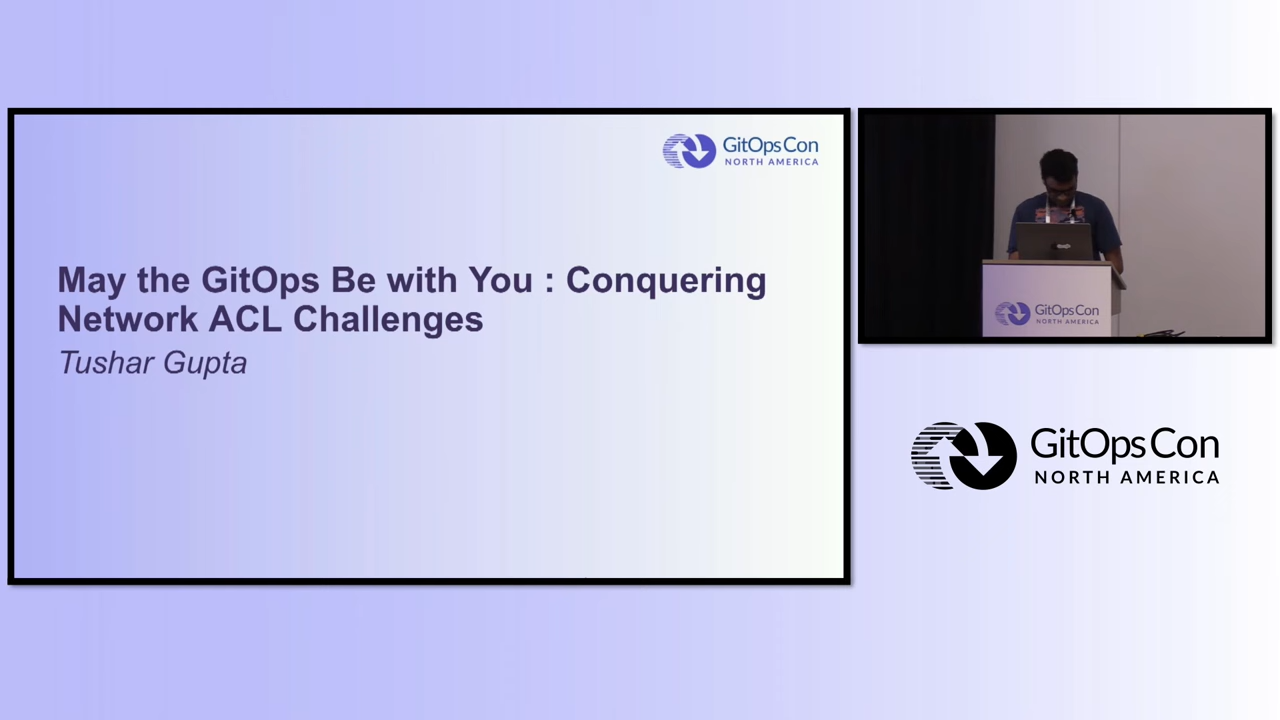 GitOpsCon
NORTH AMERICA
May the GitOps Be with You : Conquering
Network ACL Challenges
Tushar Gupta
GitOpsCon
NORTH AMERICA
GitOpsCon
NORTH AMERICA